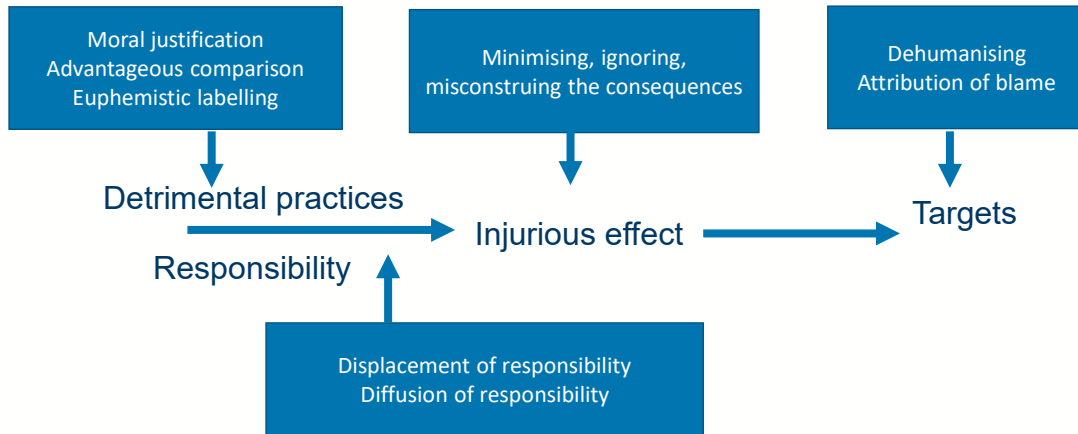 Moral justification
Advantageous comparison
Euphemistic labelling
Minimising, ignoring,
misconstruing the consequences
Dehumanising
Attribution of blame
Detrimental practices
Responsibility
Injurious effect
Targets
Displacement of responsibility
Diffusion of responsibility